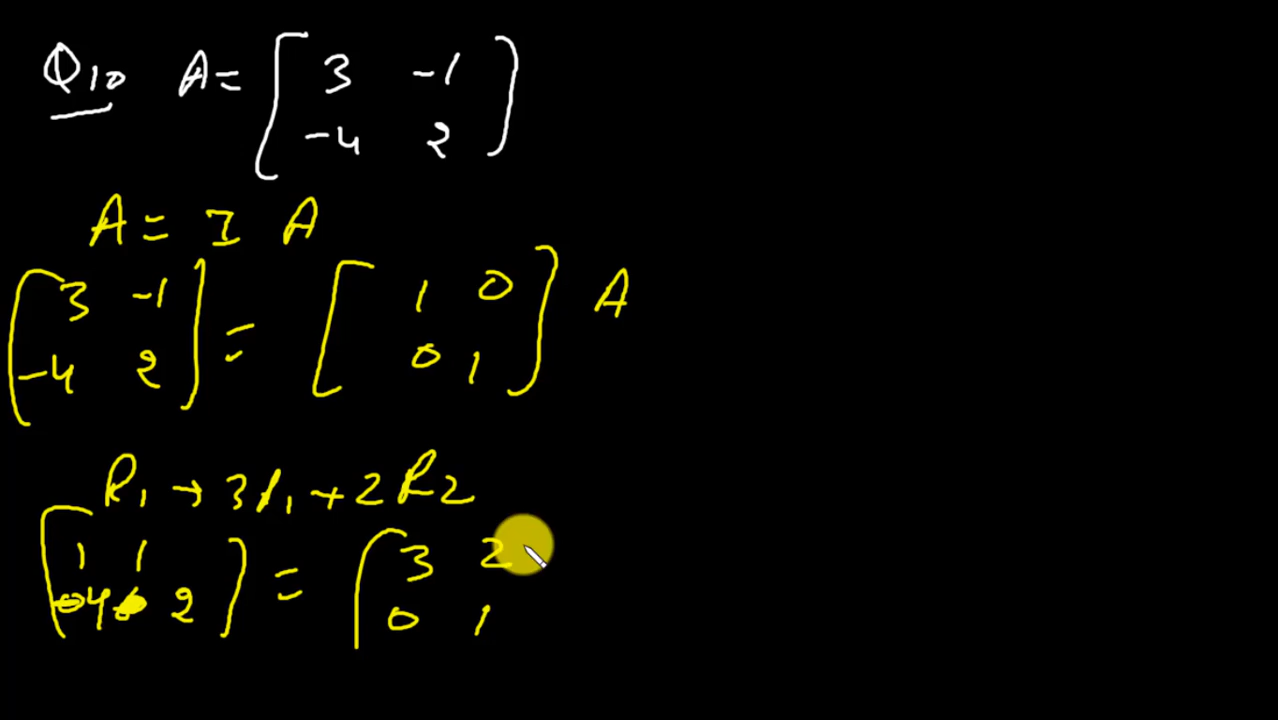 Q10 A = [ 3 -1
-4 2 ]
A = I A
[ 3 -1
-4 2 ] = [ 1 0
0 1 ] A
R1 → 3R1 + 2R2
[ 1 1
-4 2 ] = [ 3 2
0 1